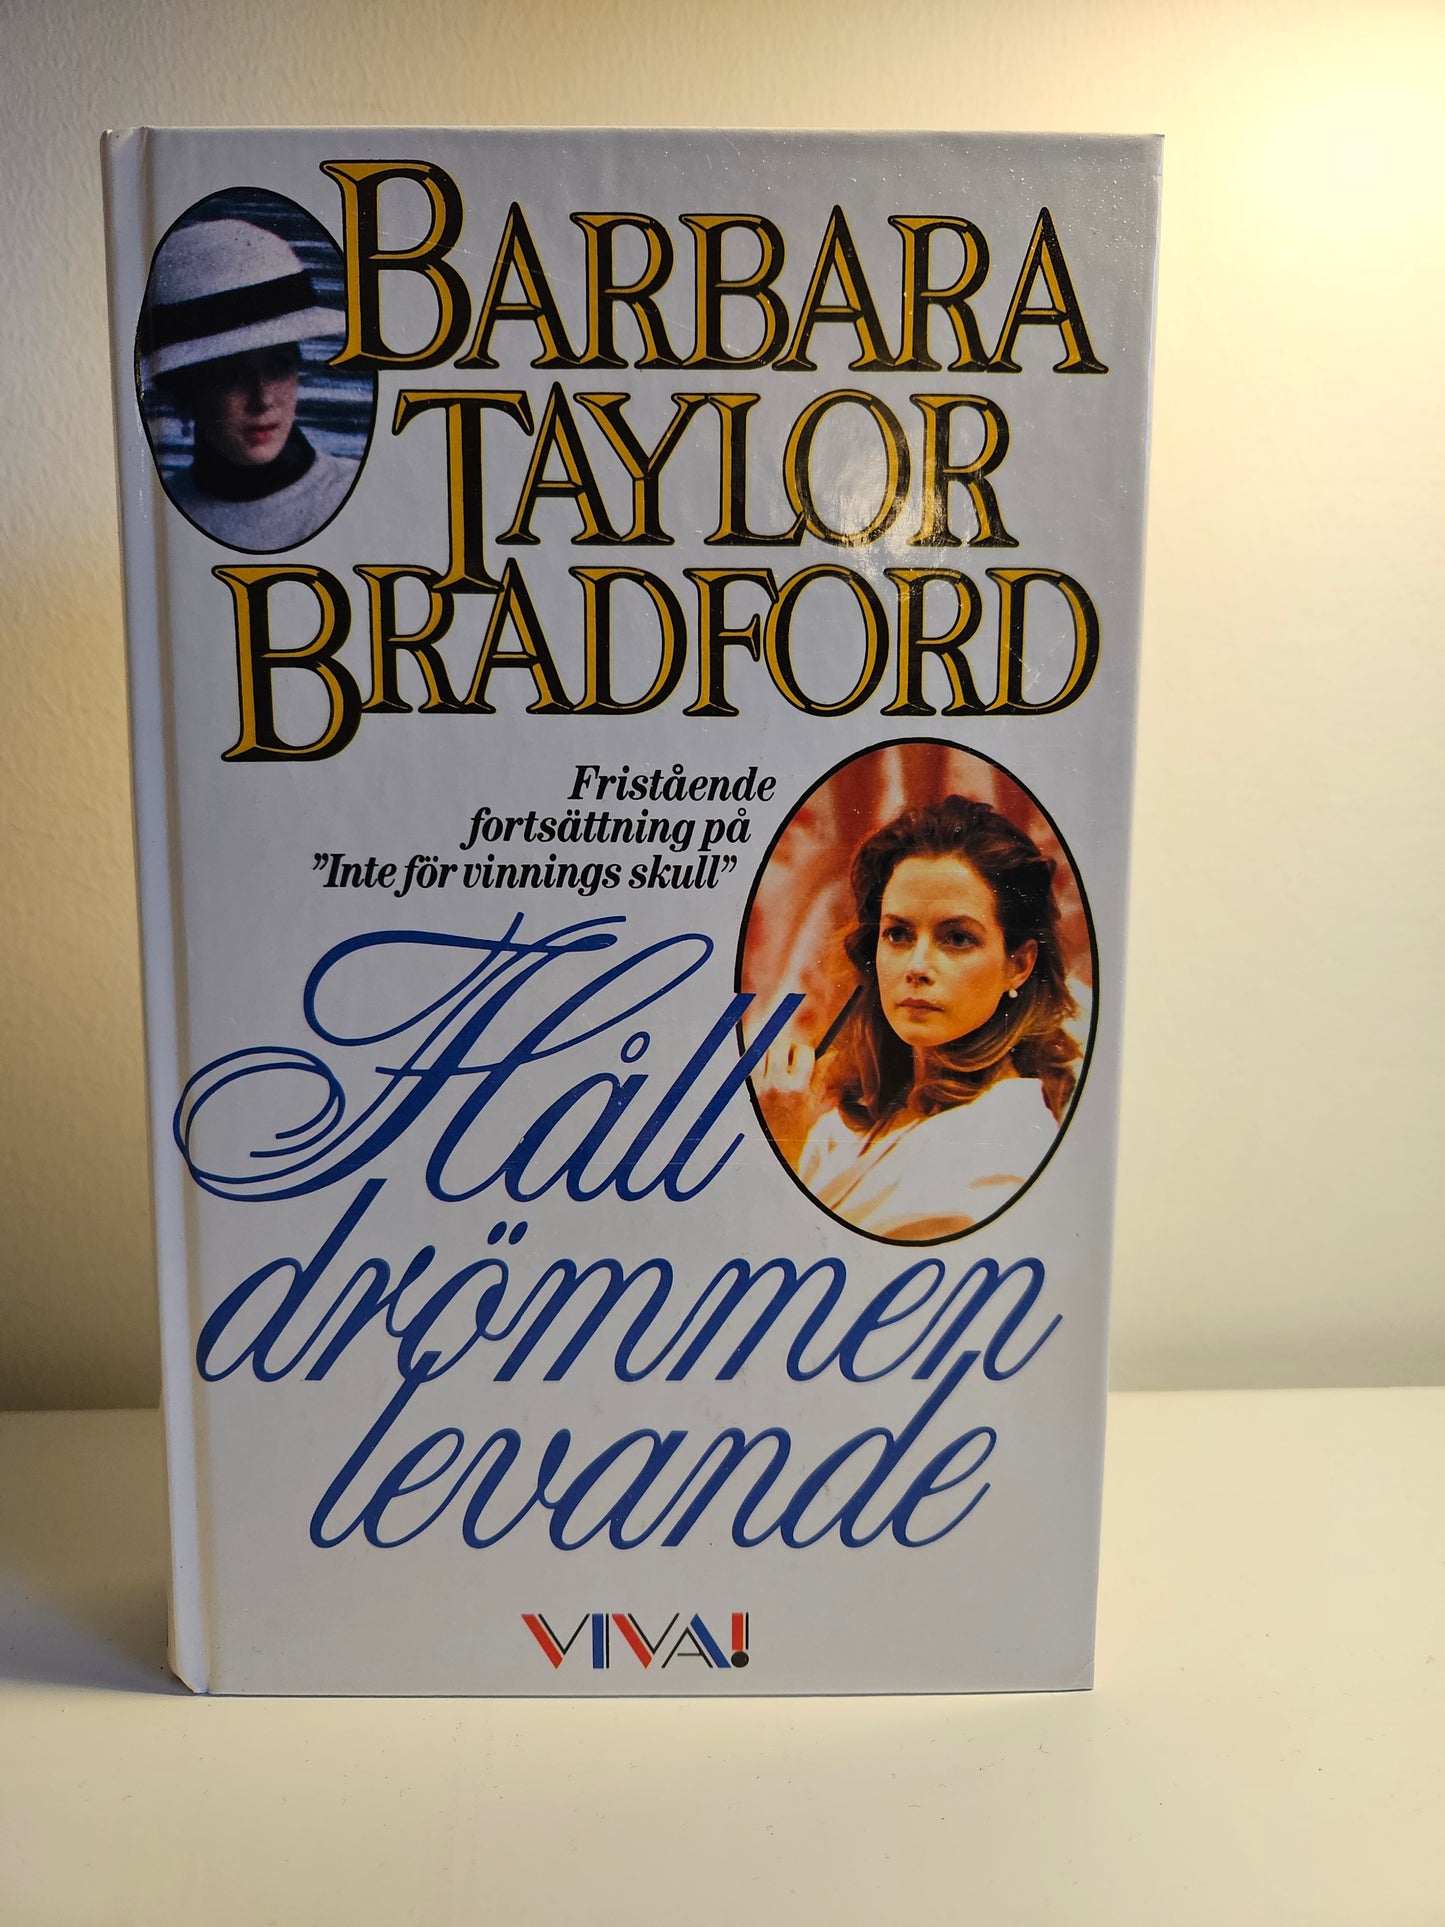 BARBARA
TAYLOR
BRADFORD
Fristående
fortsättning på
”Inte för vinnings skull”
Håll
drömmen
levande
VIVA!